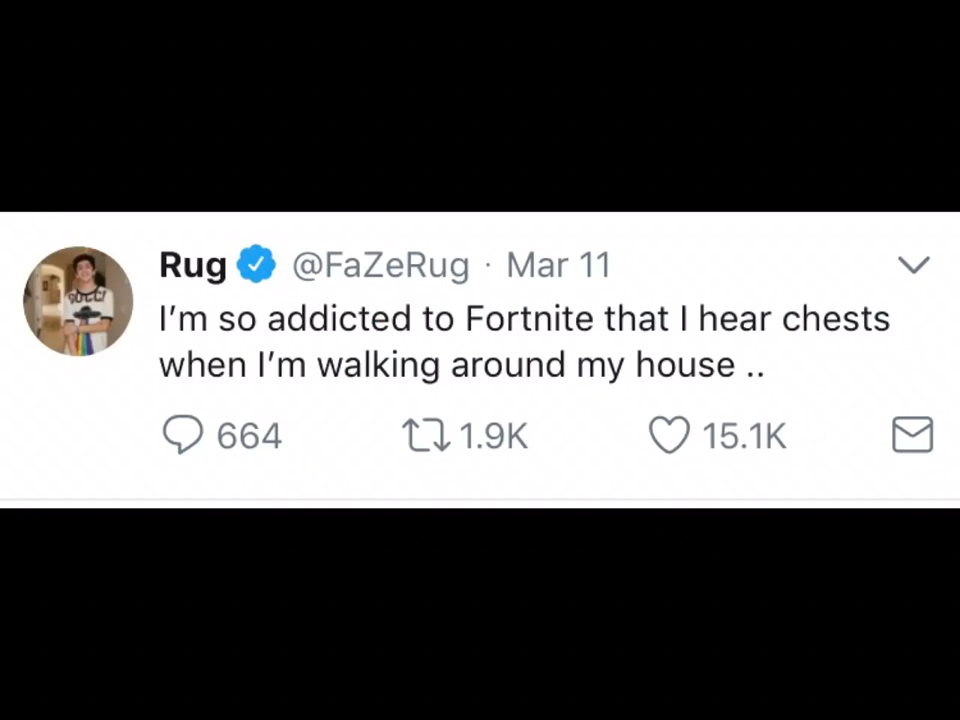 Rug @FaZeRug · Mar 11
I’m so addicted to Fortnite that I hear chests
when I’m walking around my house ..
664 1.9K 15.1K
GUCCI